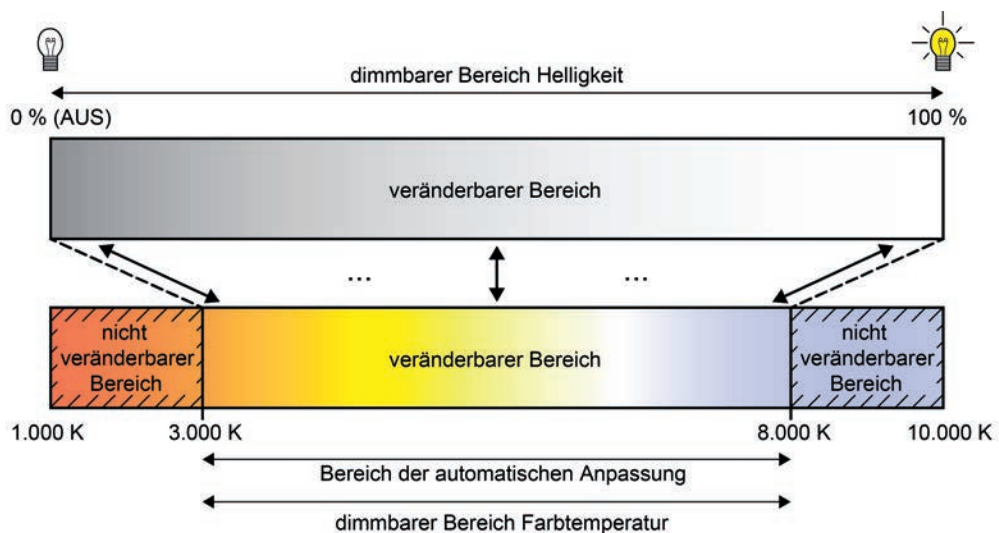 dimmbarer Bereich Helligkeit
0 % (AUS)
100 %
veränderbarer Bereich
...
...
nicht
veränderbarer
Bereich
veränderbarer Bereich
nicht
veränderbarer
Bereich
1.000 K
3.000 K
8.000 K
10.000 K
Bereich der automatischen Anpassung
dimmbarer Bereich Farbtemperatur